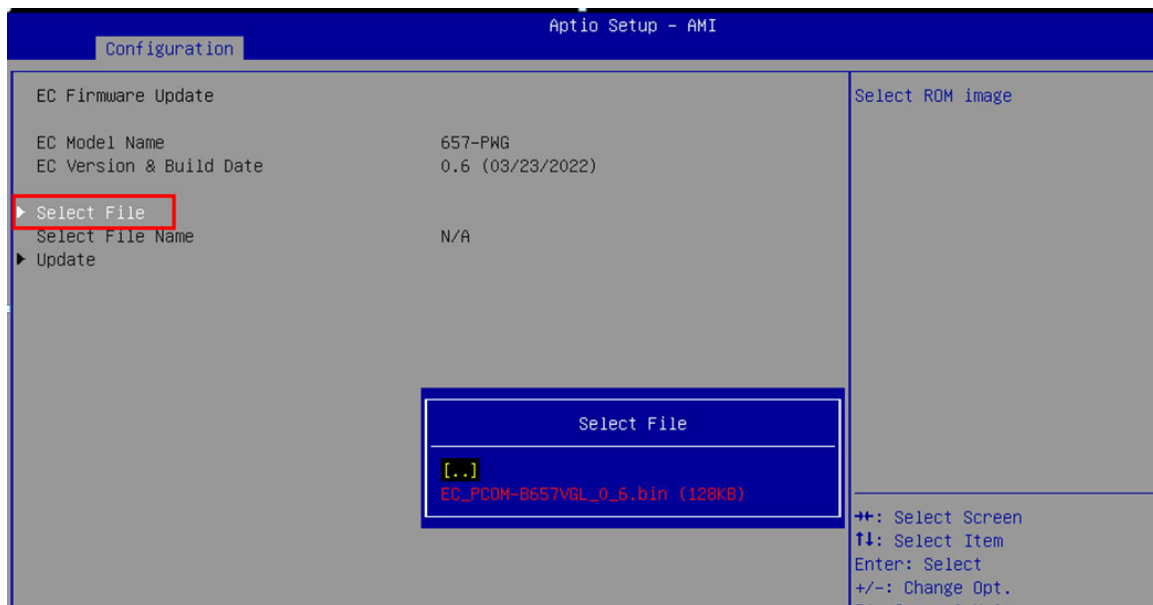 Aptio Setup – AMI
Configuration
EC Firmware Update
Select ROM image
EC Model Name 657-PWG
EC Version & Build Date 0.6 (03/23/2022)
Select File
Select File Name N/A
Update
Select File
[..]
EC_PCOM-B657VGL_0_6.bin (128KB)
→←: Select Screen
↑↓: Select Item
Enter: Select
+/-: Change Opt.